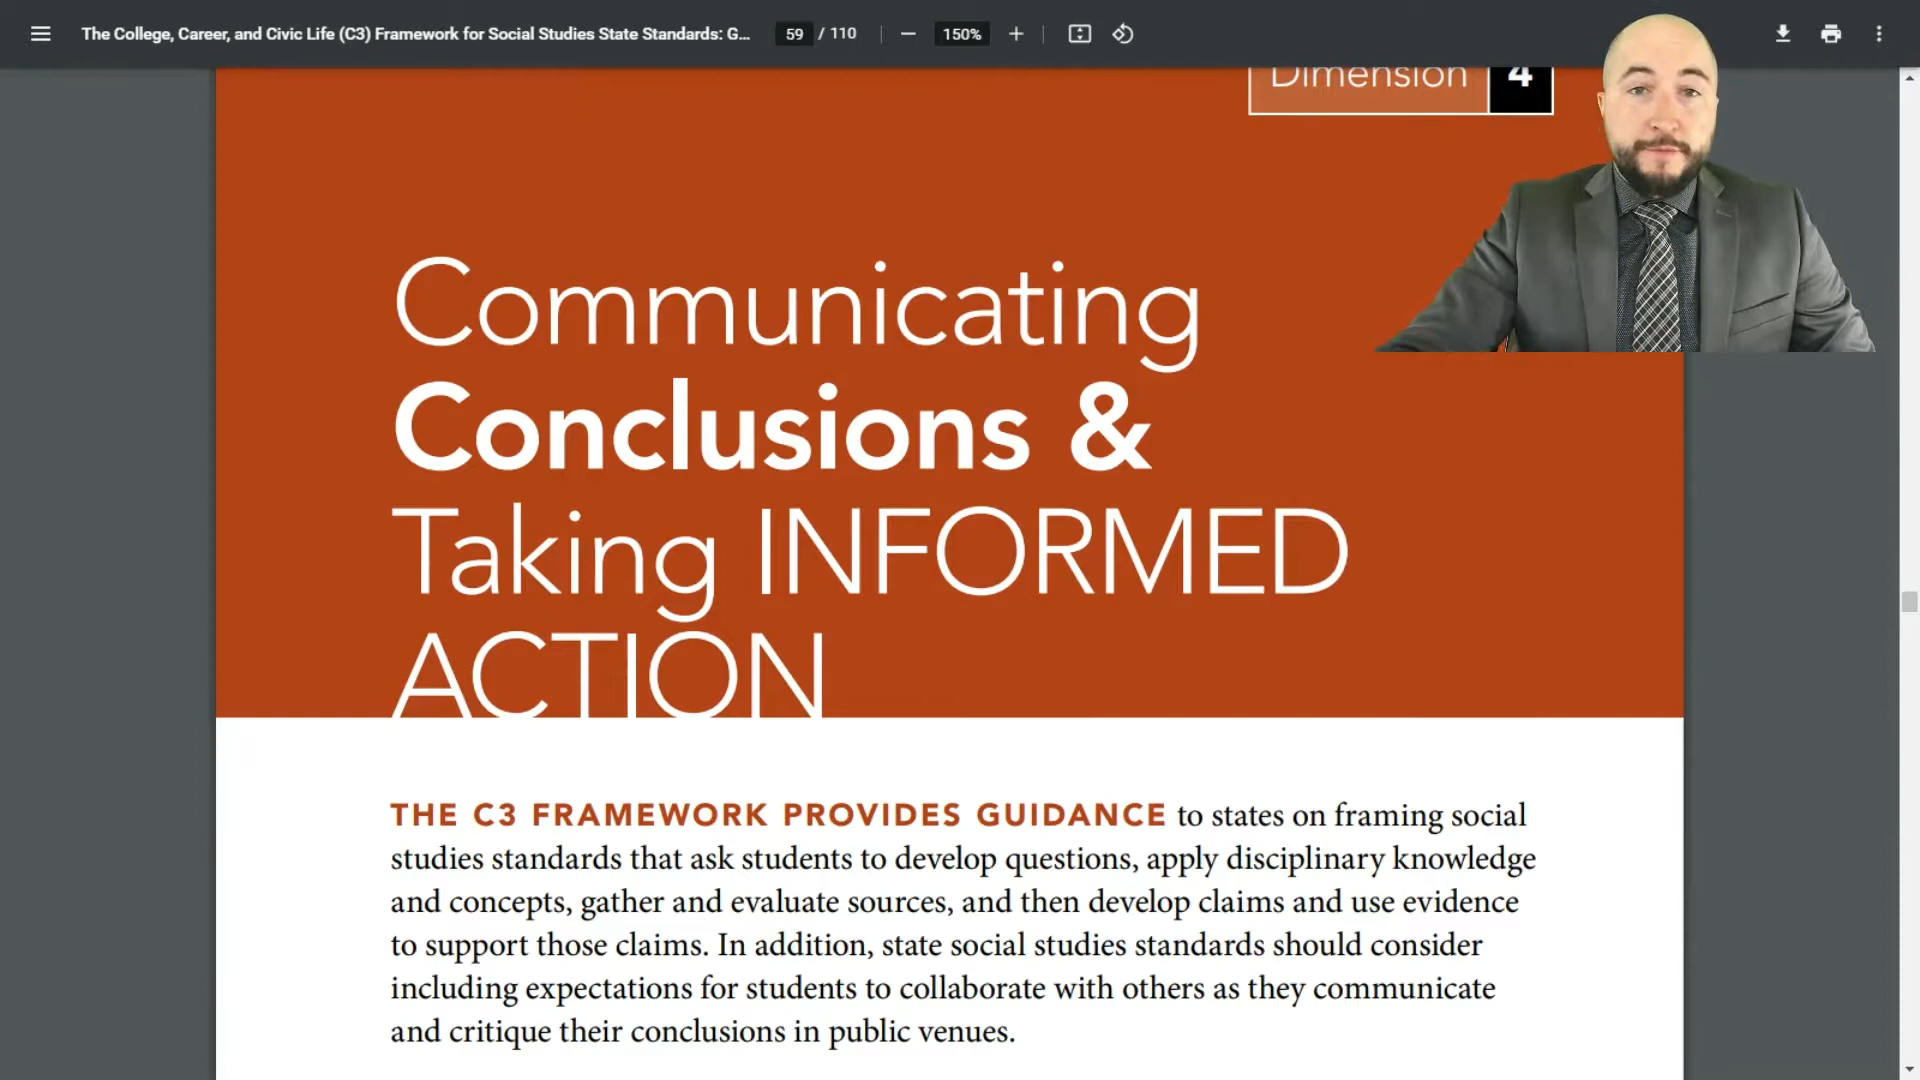 The College, Career, and Civic Life (C3) Framework for Social Studies State Standards: G...
59 / 110
150%
Dimension 4
Communicating
Conclusions &
Taking INFORMED
ACTION
THE C3 FRAMEWORK PROVIDES GUIDANCE to states on framing social
studies standards that ask students to develop questions, apply disciplinary knowledge
and concepts, gather and evaluate sources, and then develop claims and use evidence
to support those claims. In addition, state social studies standards should consider
including expectations for students to collaborate with others as they communicate
and critique their conclusions in public venues.